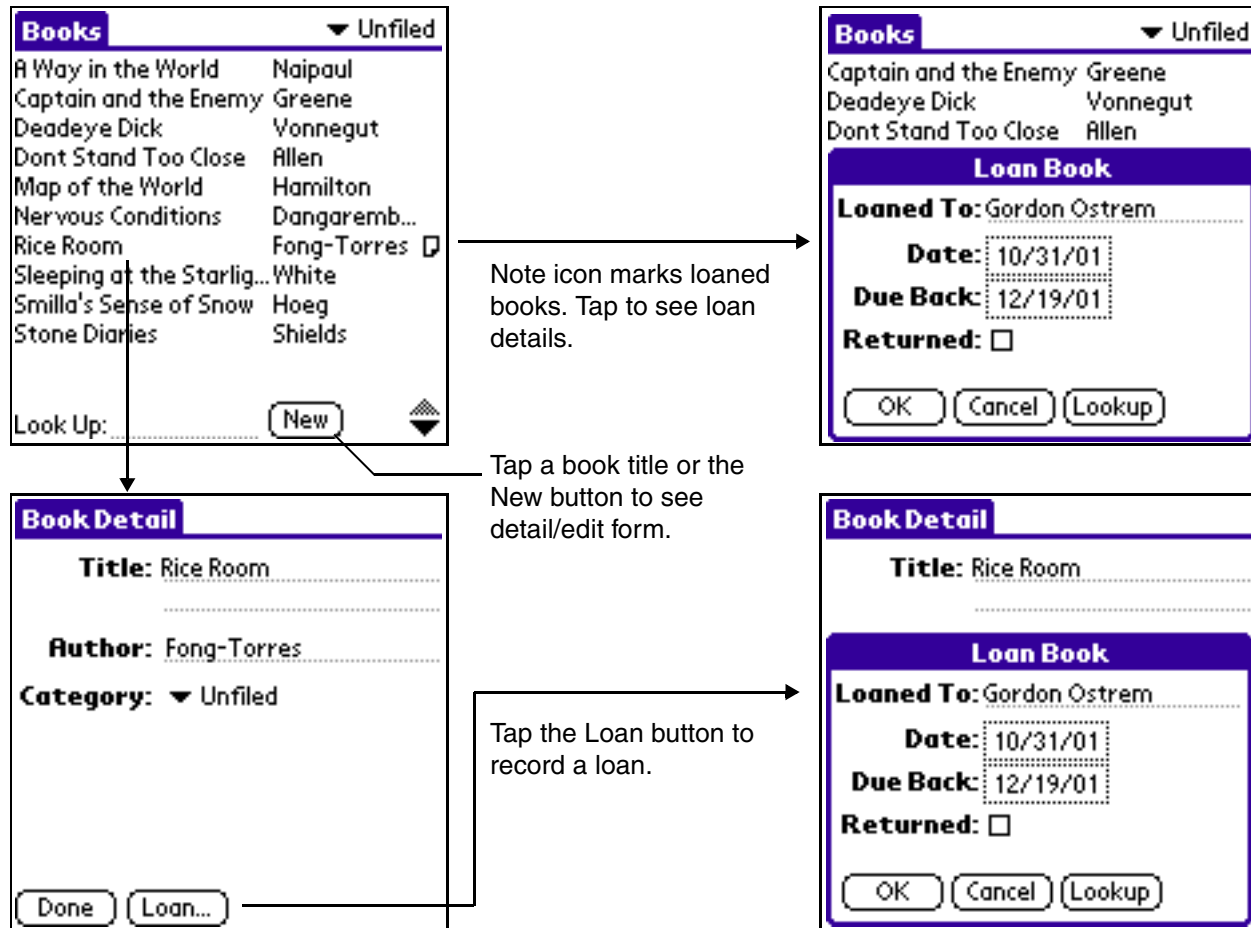 Books Unfiled
A Way in the World Naipaul
Captain and the Enemy Greene
Deadeye Dick Vonnegut
Dont Stand Too Close Allen
Map of the World Hamilton
Nervous Conditions Dangaremb...
Rice Room Fong-Torres
Sleeping at the Starlig... White
Smilla's Sense of Snow Hoeg
Stone Diaries Shields
Look Up: New
Note icon marks loaned
books. Tap to see loan
details.
Books Unfiled
Captain and the Enemy Greene
Deadeye Dick Vonnegut
Dont Stand Too Close Allen
Loan Book
Loaned To: Gordon Ostrem
Date: 10/31/01
Due Back: 12/19/01
Returned:
OK Cancel Lookup
Tap a book title or the
New button to see
detail/edit form.
Book Detail
Title: Rice Room
Author: Fong-Torres
Category: Unfiled
Done Loan...
Tap the Loan button to
record a loan.
Book Detail
Title: Rice Room
Loan Book
Loaned To: Gordon Ostrem
Date: 10/31/01
Due Back: 12/19/01
Returned:
OK Cancel Lookup